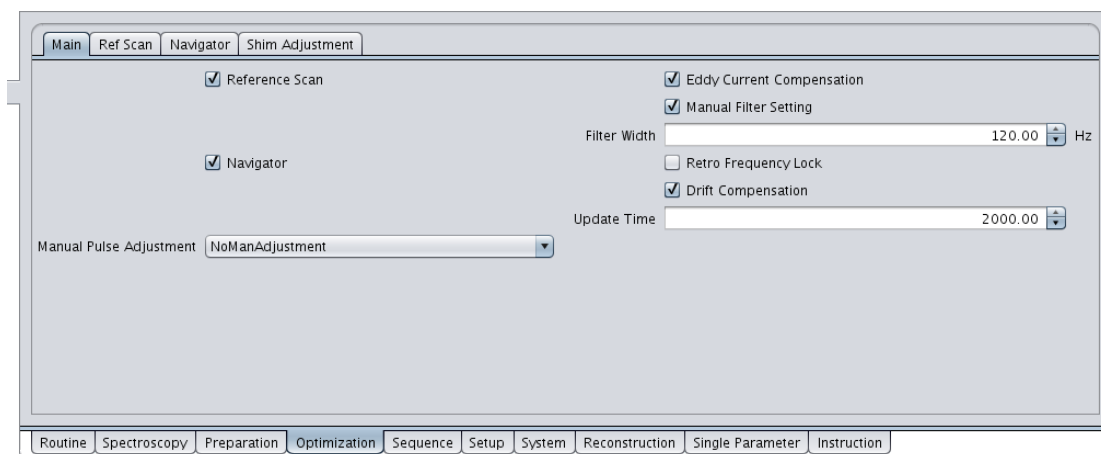 Main Ref Scan Navigator Shim Adjustment
Reference Scan Eddy Current Compensation
Manual Filter Setting
Filter Width 120.00 Hz
Navigator Retro Frequency Lock
Drift Compensation
Update Time 2000.00
Manual Pulse Adjustment NoManAdjustment
Routine Spectroscopy Preparation Optimization Sequence Setup System Reconstruction Single Parameter Instruction